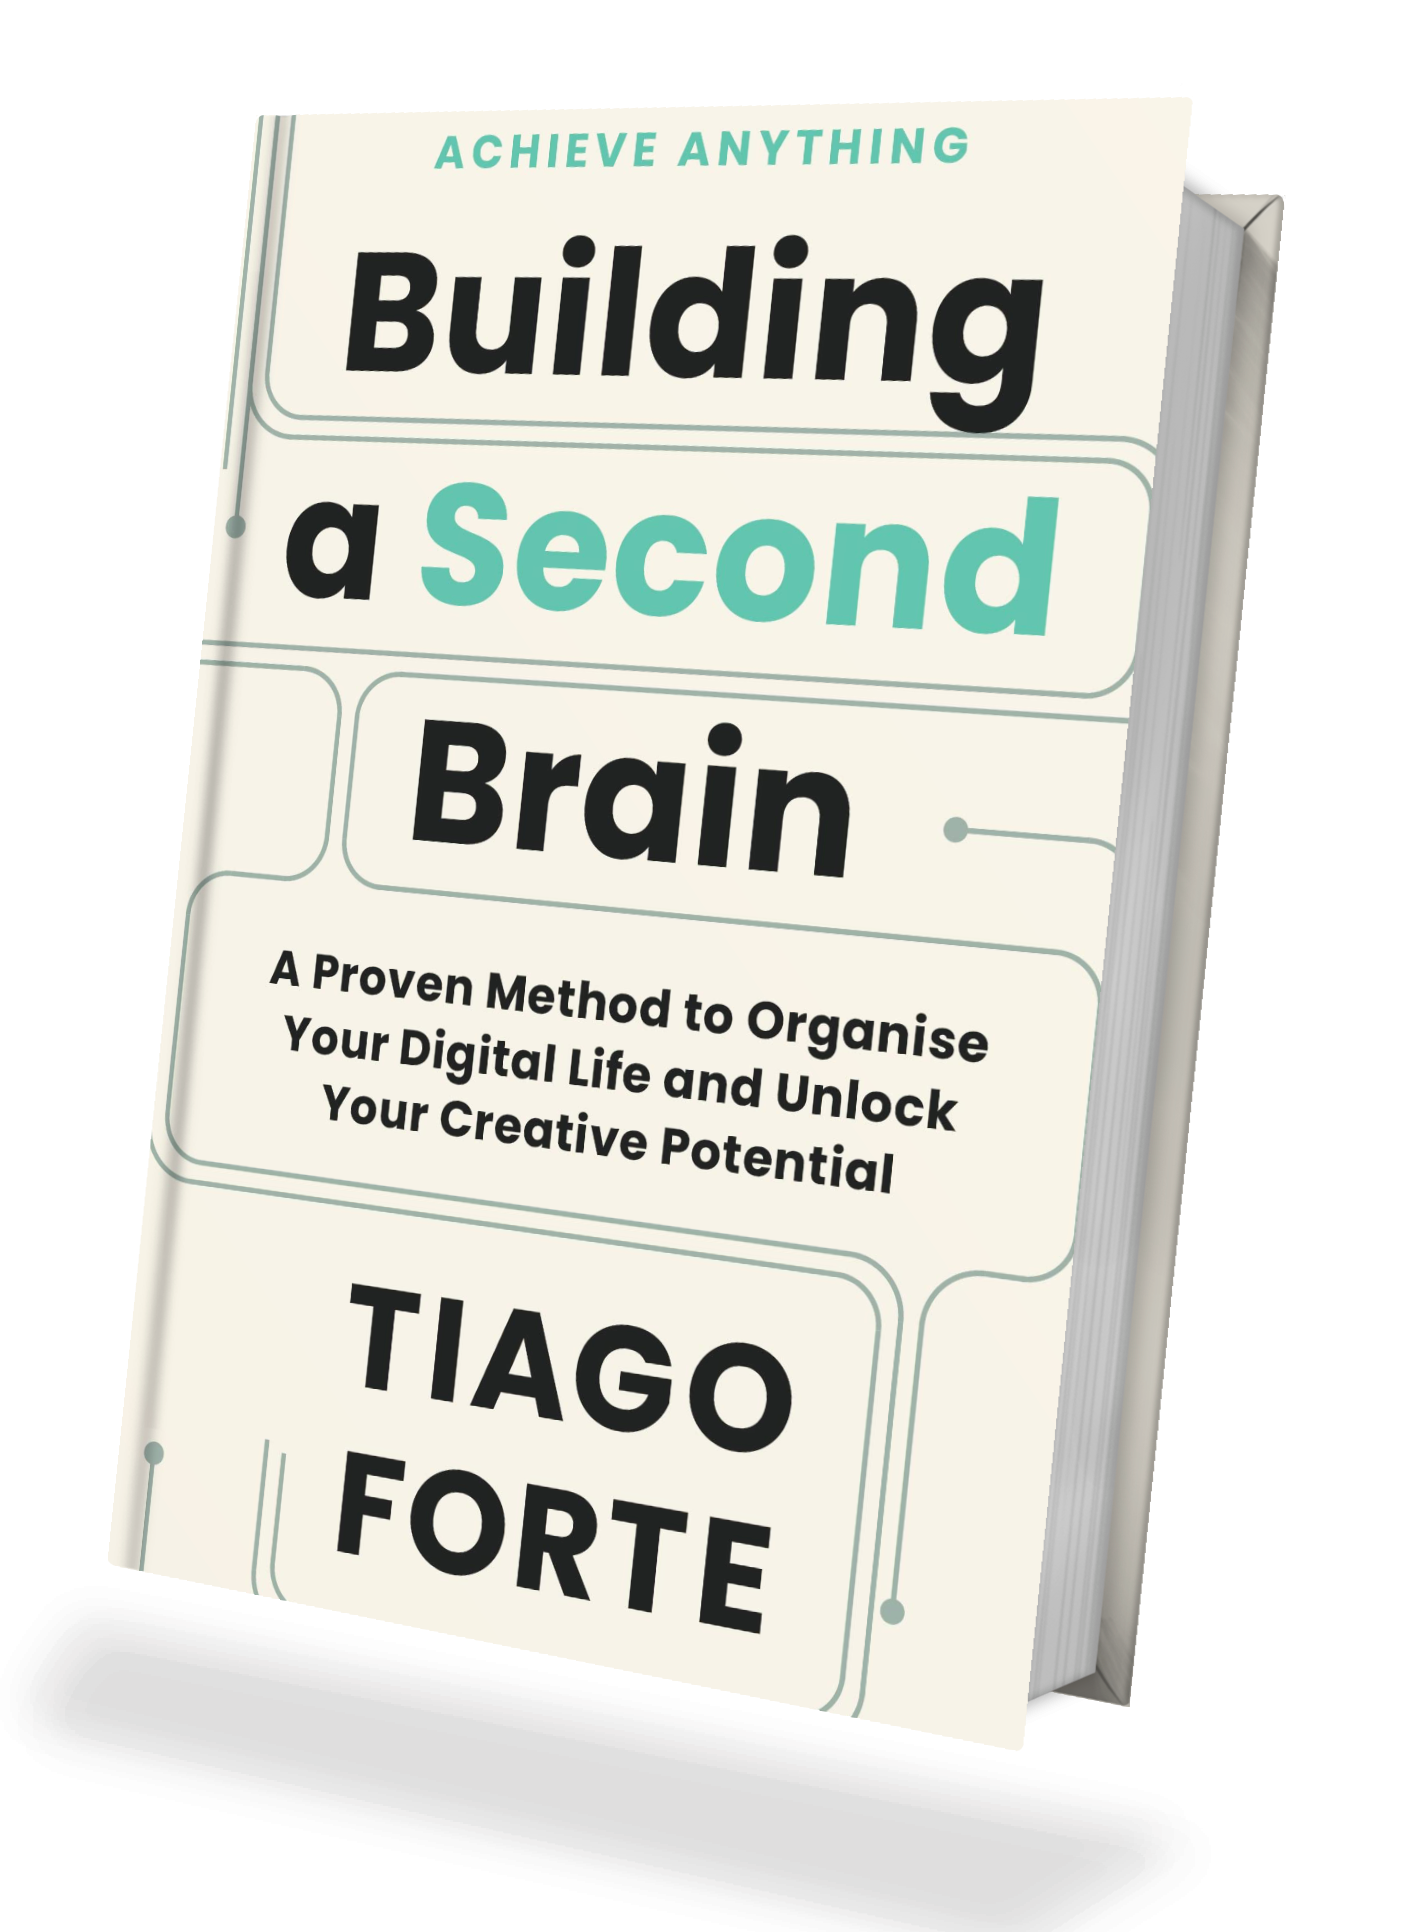 ACHIEVE ANYTHING
Building
a Second
Brain
A Proven Method to Organise
Your Digital Life and Unlock
Your Creative Potential
TIAGO
FORTE